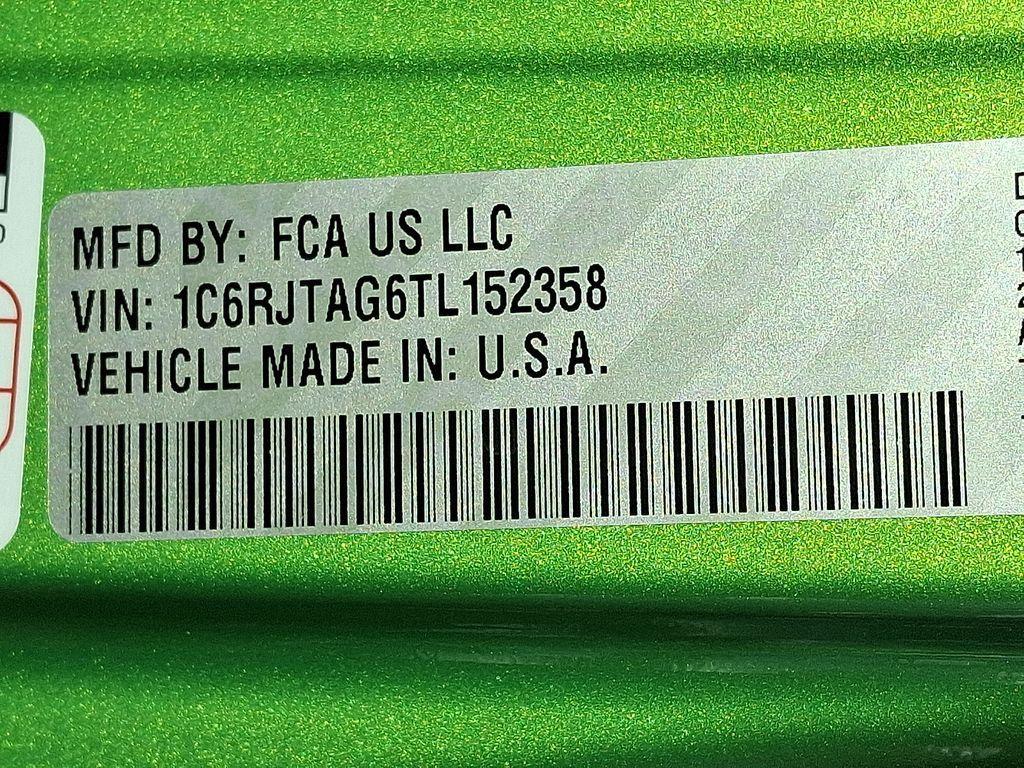 MFD BY: FCA US LLC
VIN: 1C6RJTAG6TL152358
VEHICLE MADE IN: U.S.A.